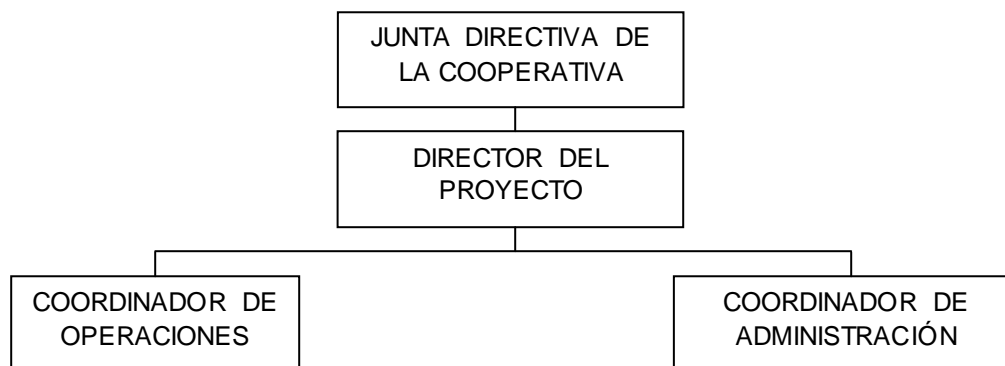 JUNTA DIRECTIVA DE
LA COOPERATIVA
DIRECTOR DEL
PROYECTO
COORDINADOR DE
OPERACIONES
COORDINADOR DE
ADMINISTRACIÓN